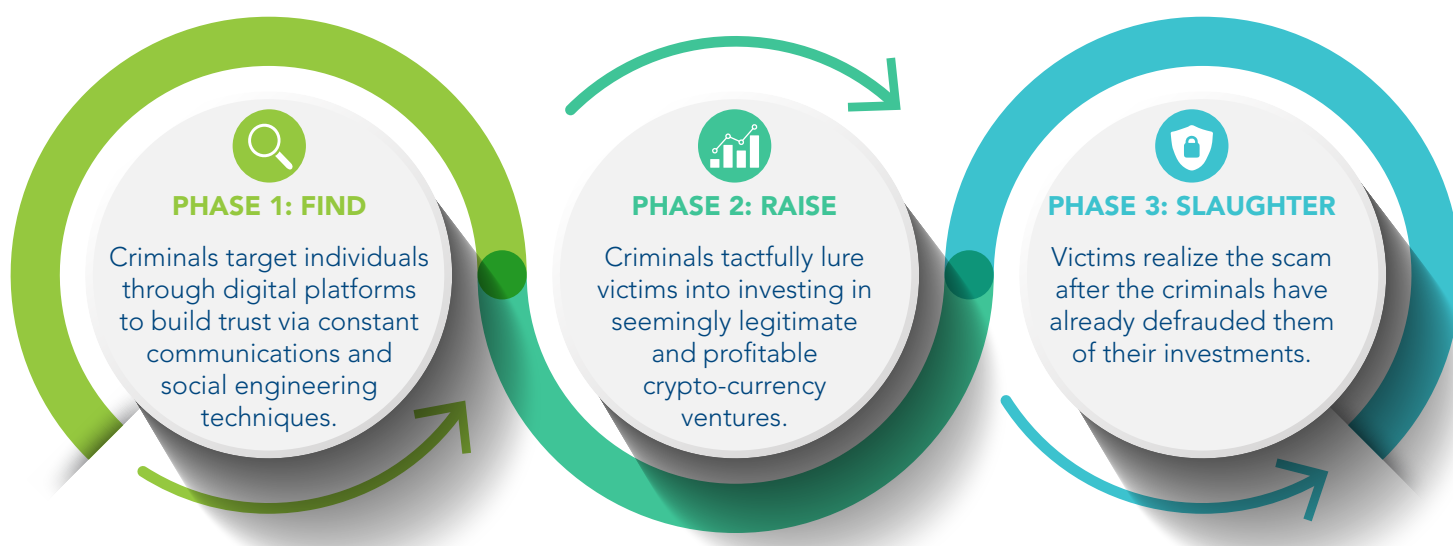 PHASE 1: FIND
Criminals target individuals
through digital platforms
to build trust via constant
communications and
social engineering
techniques.
PHASE 2: RAISE
Criminals tactfully lure
victims into investing in
seemingly legitimate
and profitable
crypto-currency
ventures.
PHASE 3: SLAUGHTER
Victims realize the scam
after the criminals have
already defrauded them
of their investments.